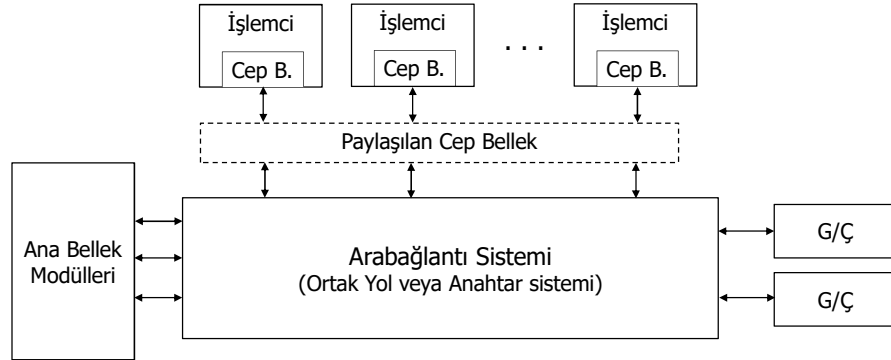 İşlemci
Cep B.
İşlemci
Cep B.
. . .
İşlemci
Cep B.
Paylaşılan Cep Bellek
Ana Bellek
Modülleri
Arabağlantı Sistemi
(Ortak Yol veya Anahtar sistemi)
G/Ç
G/Ç